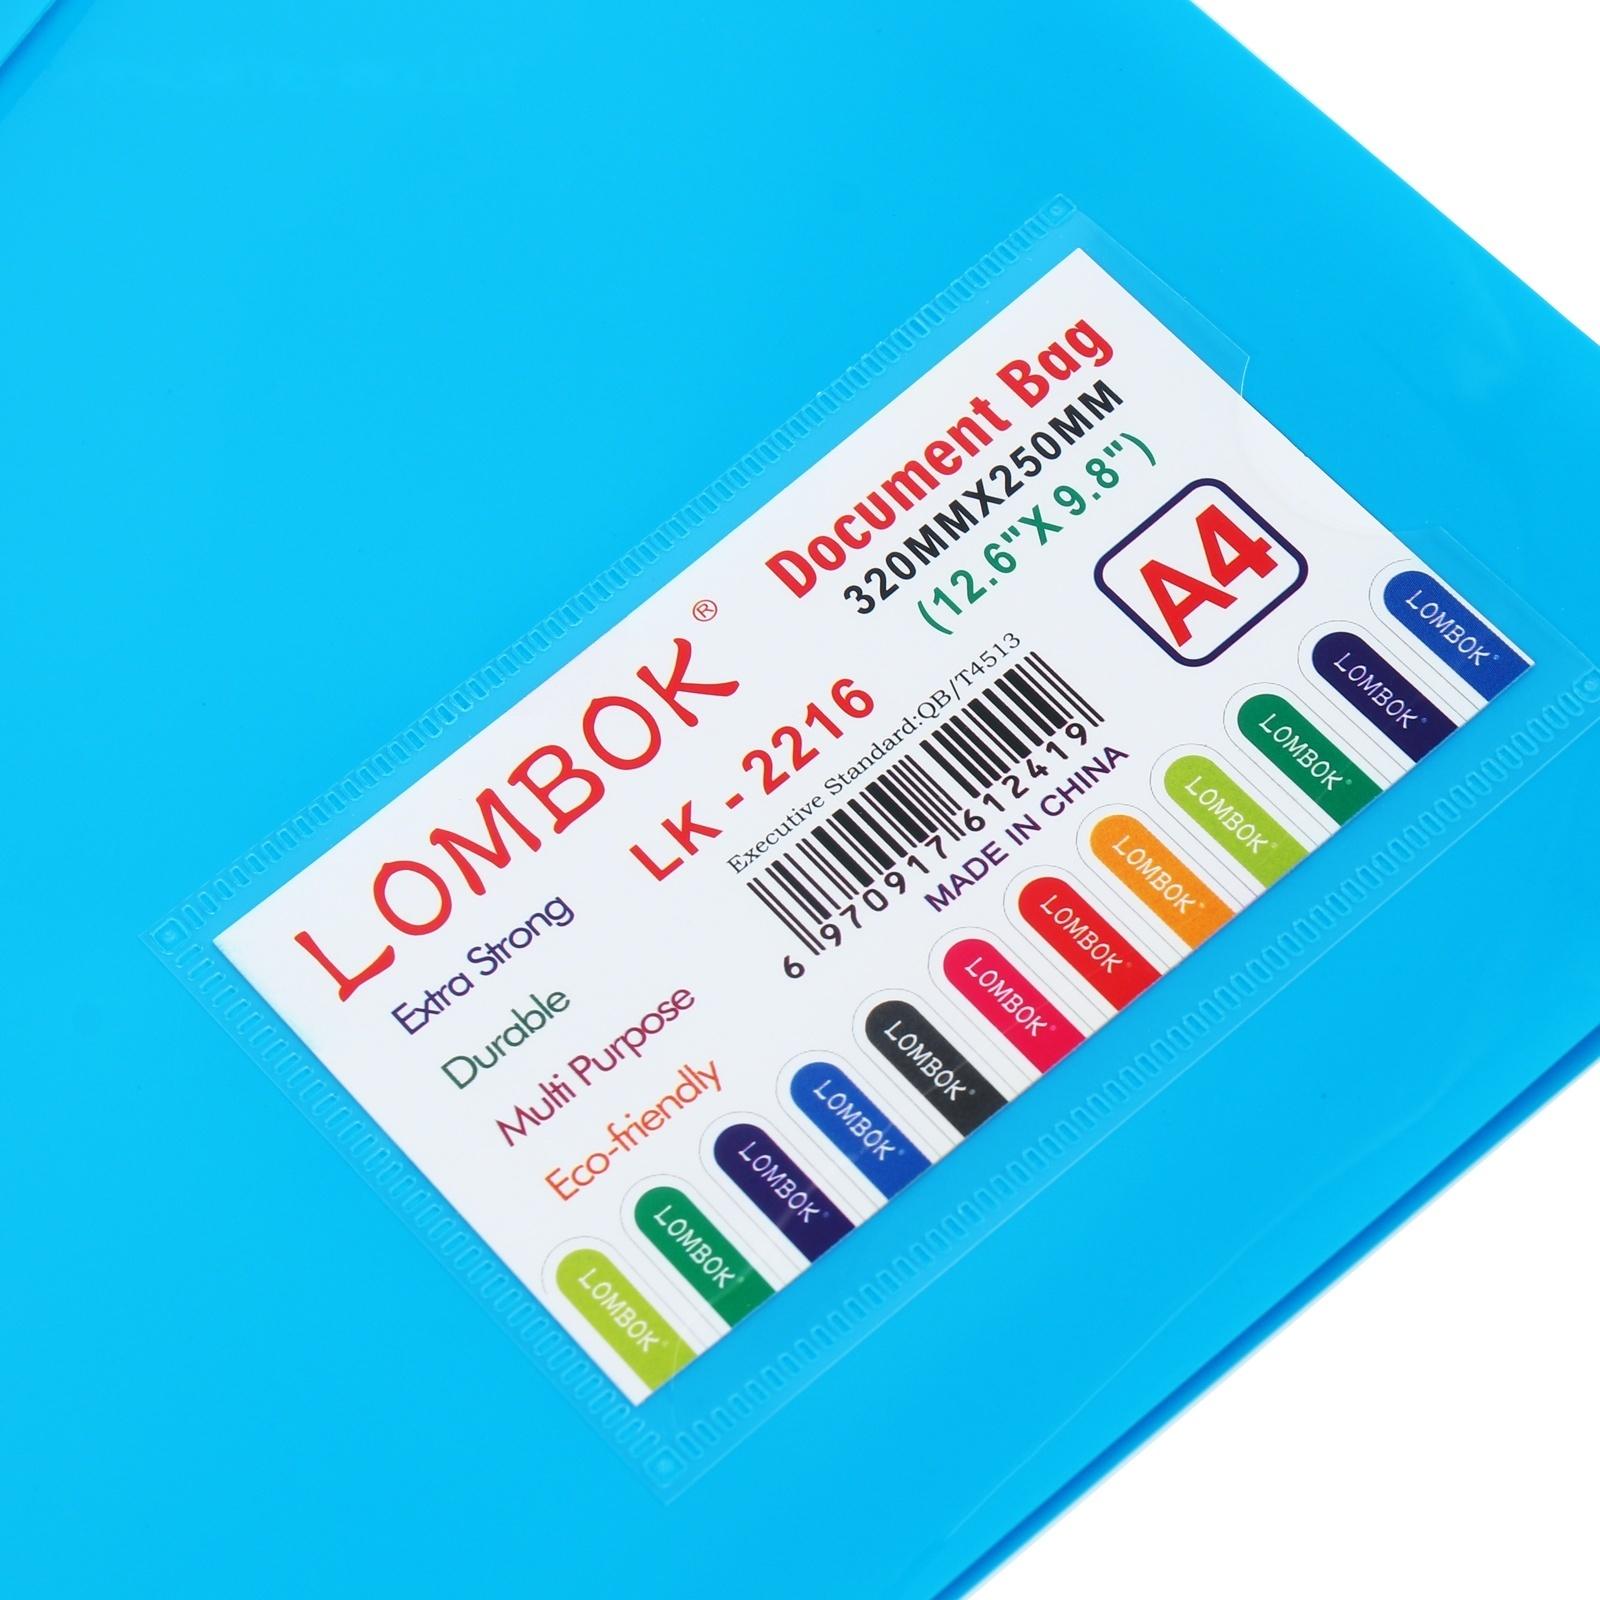 LOMBOK®
LK - 2216
Extra Strong
Durable
Multi Purpose
Eco-friendly
Document Bag
320MMX250MM
(12.6"X 9.8")
A4
Executive Standard:QB/T4513
6 970917 612419
MADE IN CHINA
LOMBOK
LOMBOK
LOMBOK
LOMBOK
LOMBOK
LOMBOK
LOMBOK
LOMBOK
LOMBOK
LOMBOK
LOMBOK
LOMBOK